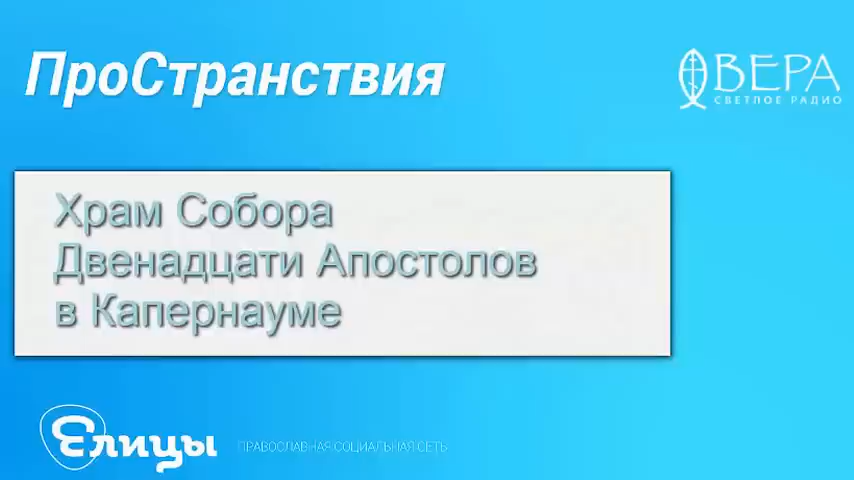 ПроСтранствия
ВЕРА
СВЕТЛОЕ РАДИО
Храм Собора
Двенадцати Апостолов
в Капернауме
Елицы
ПРАВОСЛАВНАЯ СОЦИАЛЬНАЯ СЕТЬ